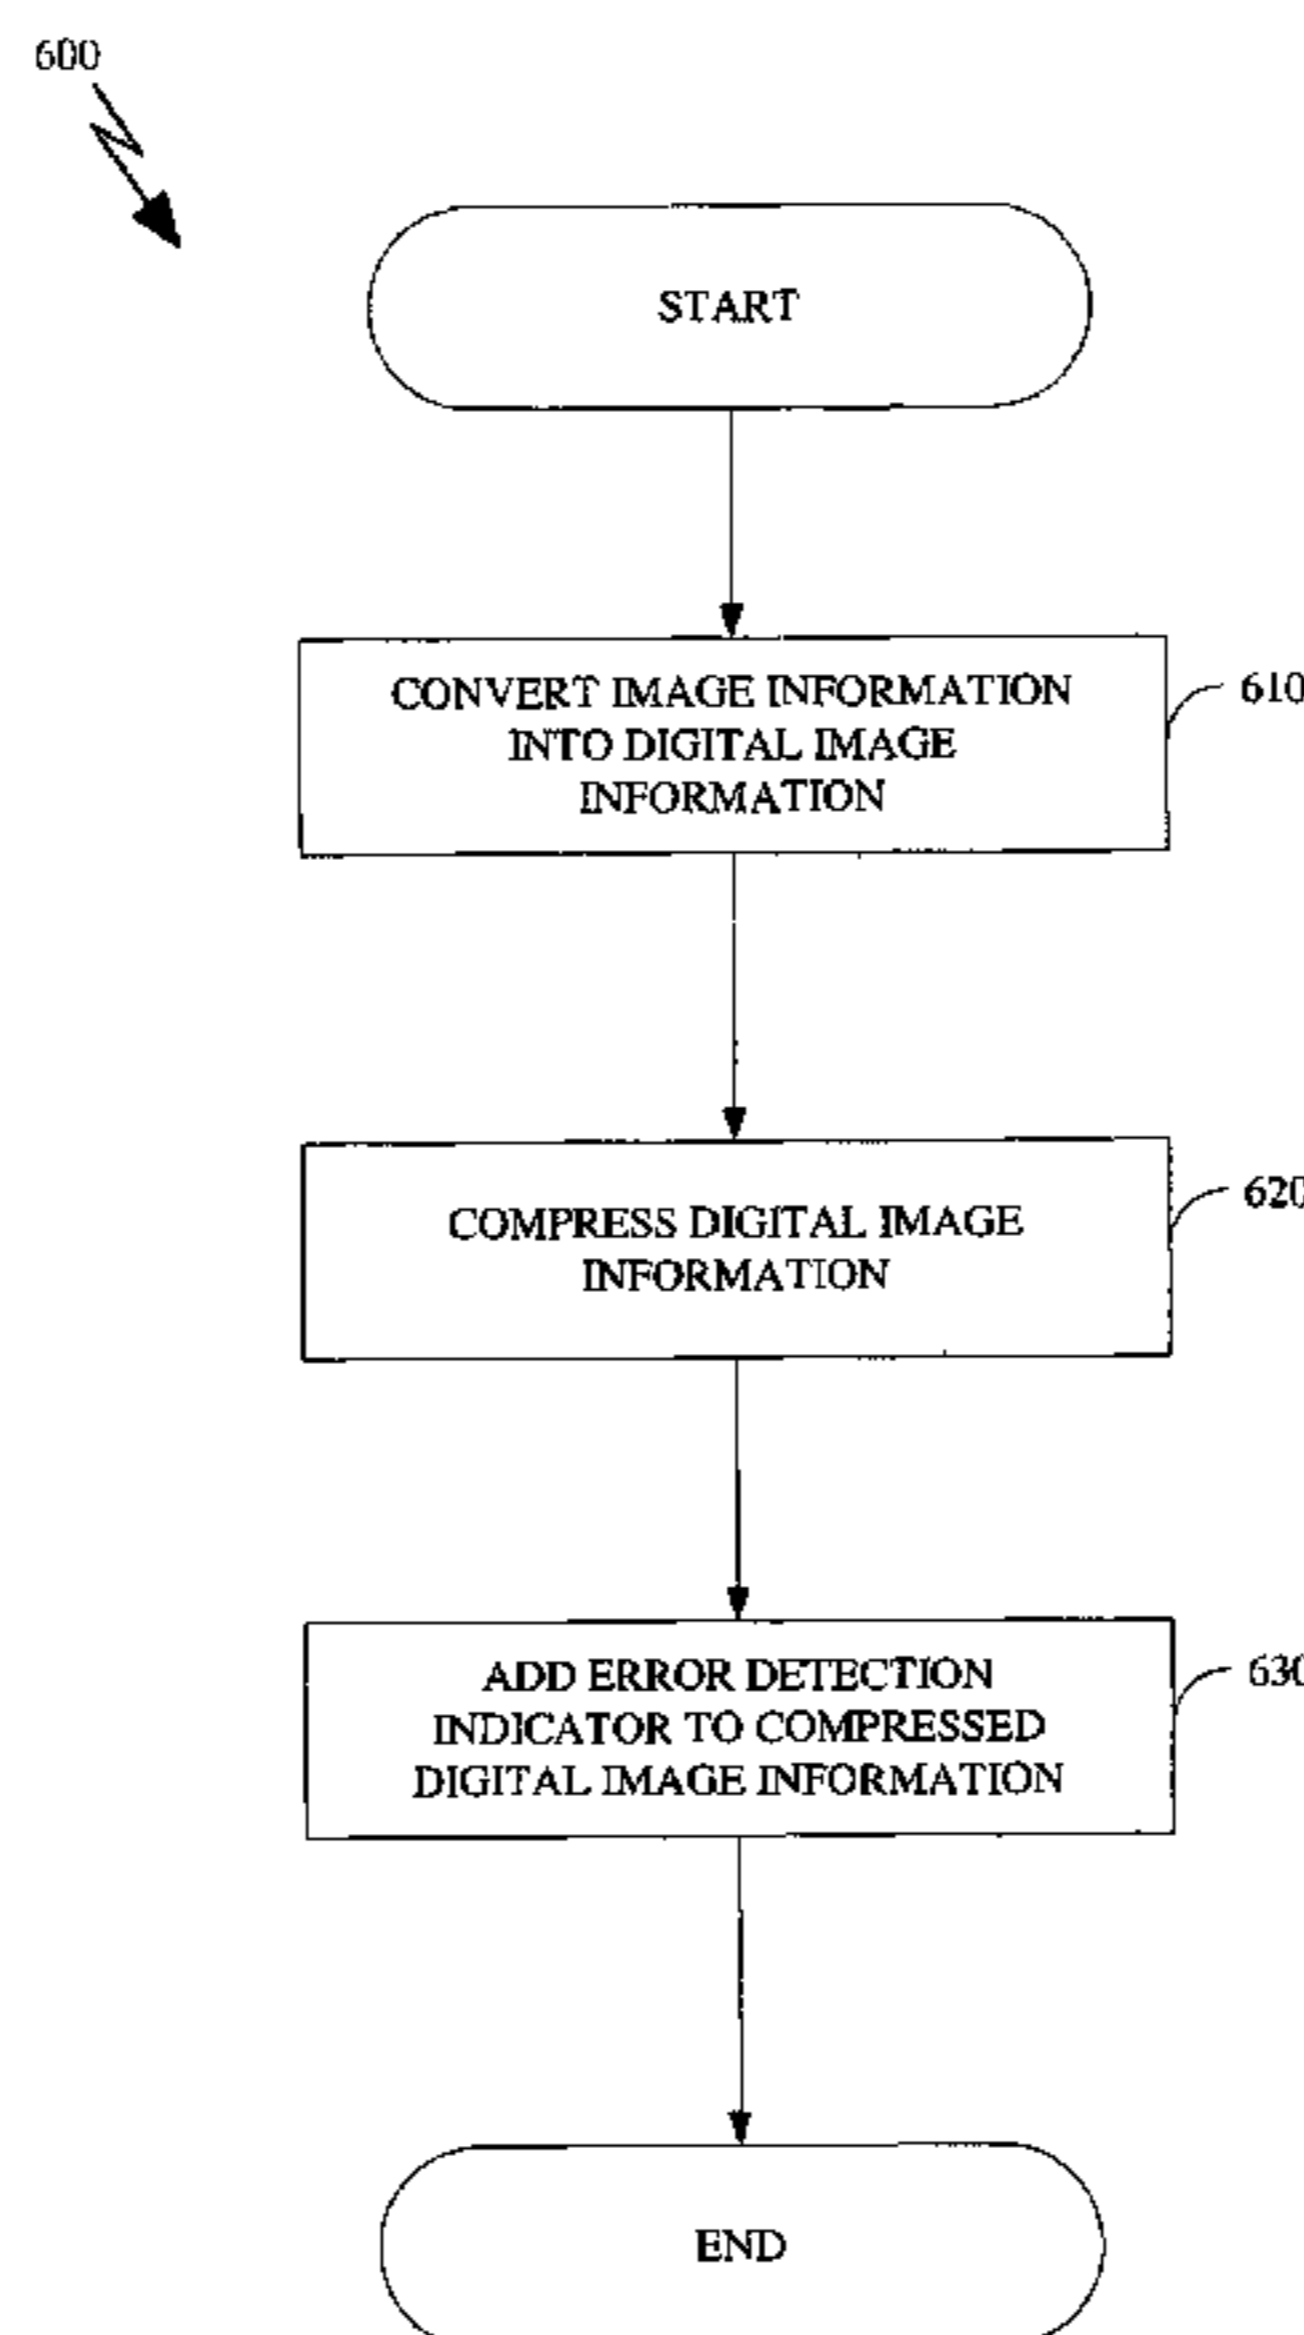 600
START
CONVERT IMAGE INFORMATION
INTO DIGITAL IMAGE
INFORMATION
610
COMPRESS DIGITAL IMAGE
INFORMATION
620
ADD ERROR DETECTION
INDICATOR TO COMPRESSED
DIGITAL IMAGE INFORMATION
630
END